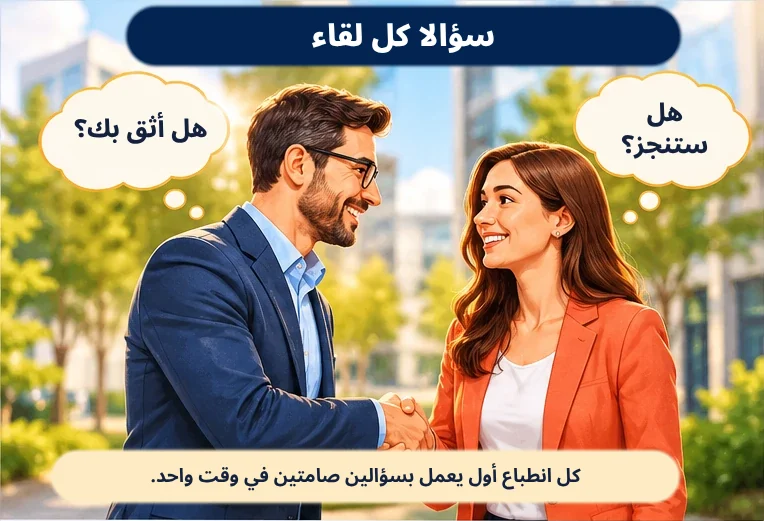 سؤالا كل لقاء
هل أثق بك؟
هل
ستنجز؟
كل انطباع أول يعمل بسؤالين صامتين في وقت واحد.